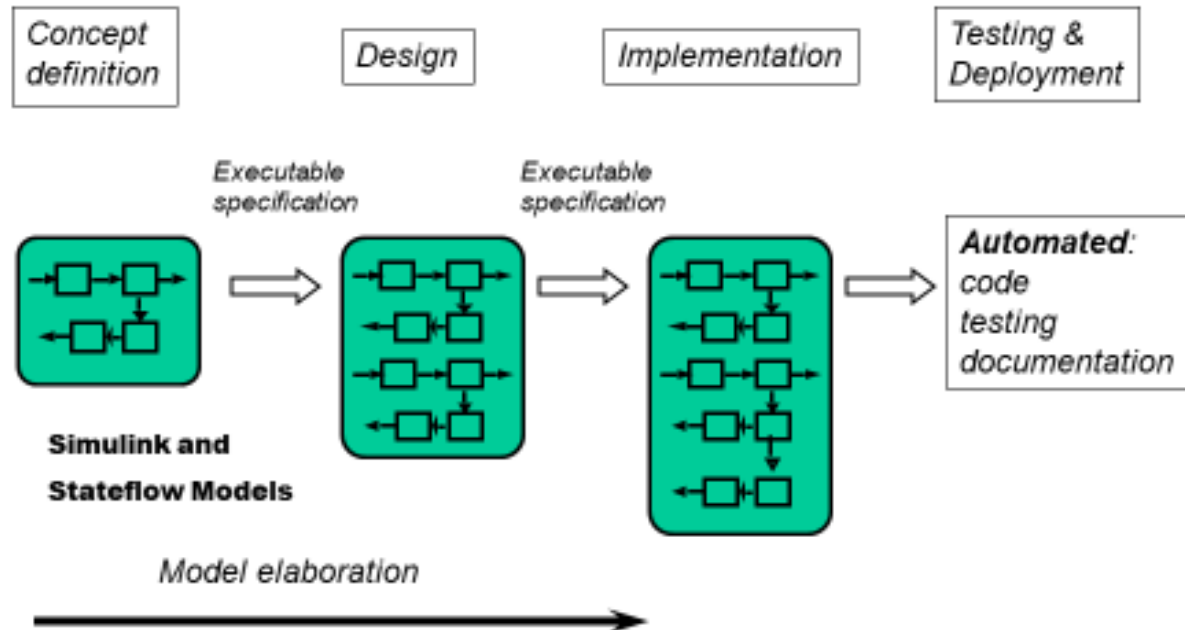 Concept
definition
Design
Implementation
Testing &
Deployment
Executable
specification
Executable
specification
Automated:
code
testing
documentation
Simulink and
Stateflow Models
Model elaboration